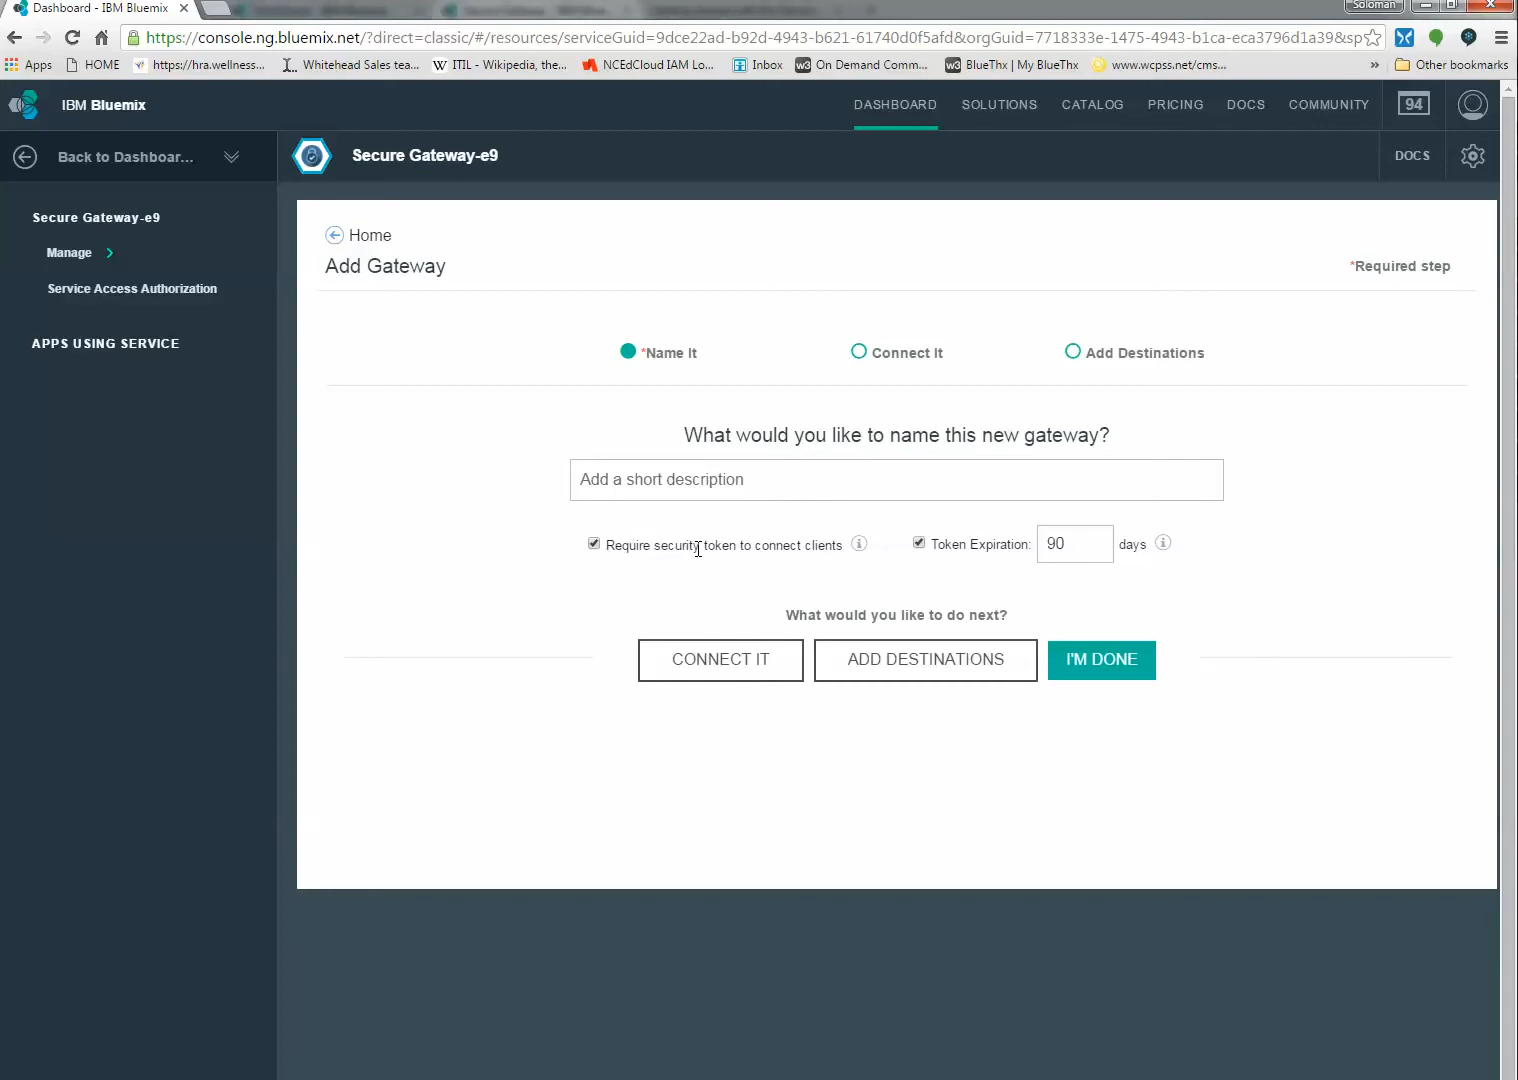 Dashboard - IBM Bluemix
Soloman
https://console.ng.bluemix.net/?direct=classic/#/resources/serviceGuid=9dce22ad-b92d-4943-b621-61740d0f5afd&orgGuid=7718333e-1475-4943-b1ca-eca3796d1a39&sp
Apps HOME https://hra.wellness... Whitehead Sales tea... ITIL - Wikipedia, the... NCEdCloud IAM Lo... Inbox w3 On Demand Comm... w3 BlueThx | My BlueThx www.wcpss.net/cms... » Other bookmarks
IBM Bluemix
DASHBOARD SOLUTIONS CATALOG PRICING DOCS COMMUNITY 94
Back to Dashboar...
Secure Gateway-e9
DOCS
Secure Gateway-e9
Manage
Service Access Authorization
APPS USING SERVICE
Home
Add Gateway
*Required step
*Name It Connect It Add Destinations
What would you like to name this new gateway?
Add a short description
Require security token to connect clients Token Expiration: 90 days
What would you like to do next?
CONNECT IT ADD DESTINATIONS I'M DONE